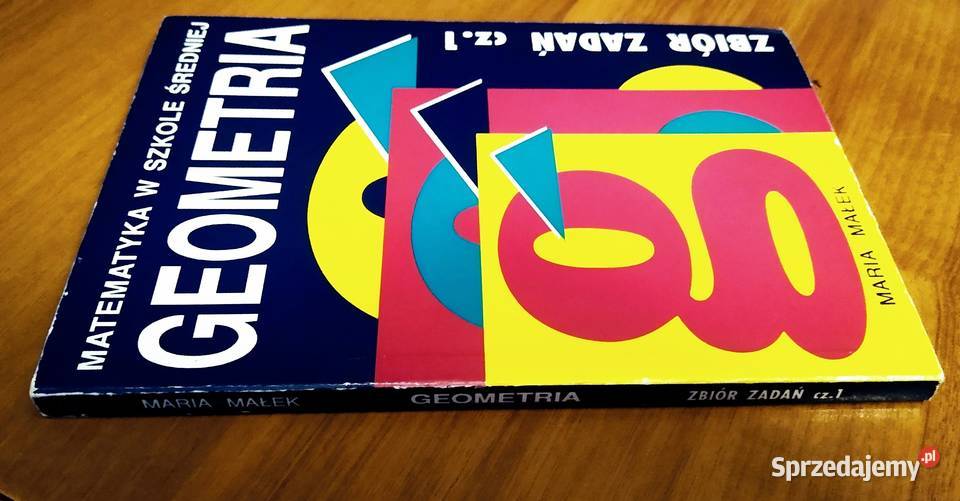 MATEMATYKA W SZKOLE ŚREDNIEJ
GEOMETRIA
ZBIÓR ZADAŃ cz.1
go
MARIA MAŁEK
MARIA MAŁEK GEOMETRIA ZBIÓR ZADAŃ cz.1
Sprzedajemy.pl